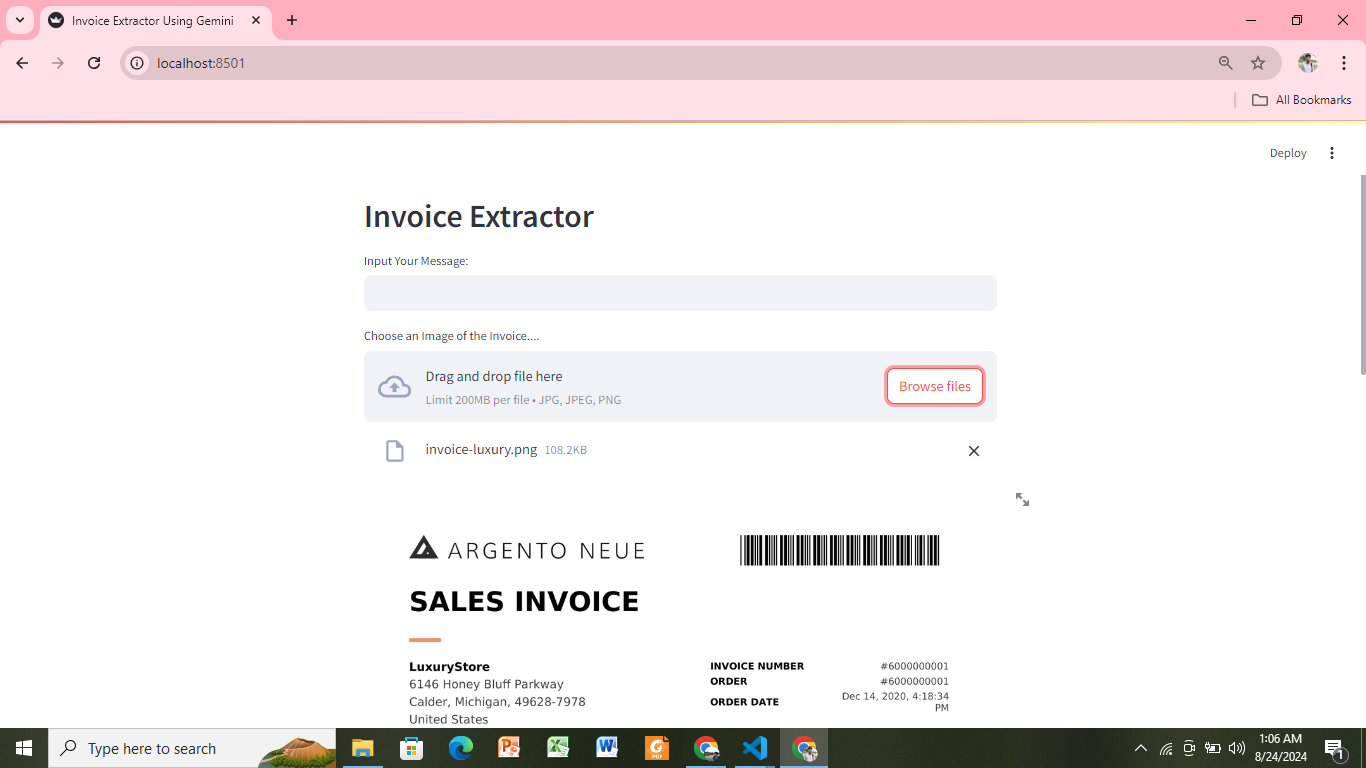 Invoice Extractor Using Gemini
localhost:8501
All Bookmarks
Deploy
Invoice Extractor
Input Your Message:
Choose an Image of the Invoice....
Drag and drop file here
Limit 200MB per file • JPG, JPEG, PNG
Browse files
invoice-luxury.png 108.2KB
ARGENTO NEUE
SALES INVOICE
LuxuryStore
6146 Honey Bluff Parkway
Calder, Michigan, 49628-7978
United States
INVOICE NUMBER #6000000001
ORDER #6000000001
ORDER DATE Dec 14, 2020, 4:18:34
PM
Type here to search
1:06 AM
8/24/2024
1